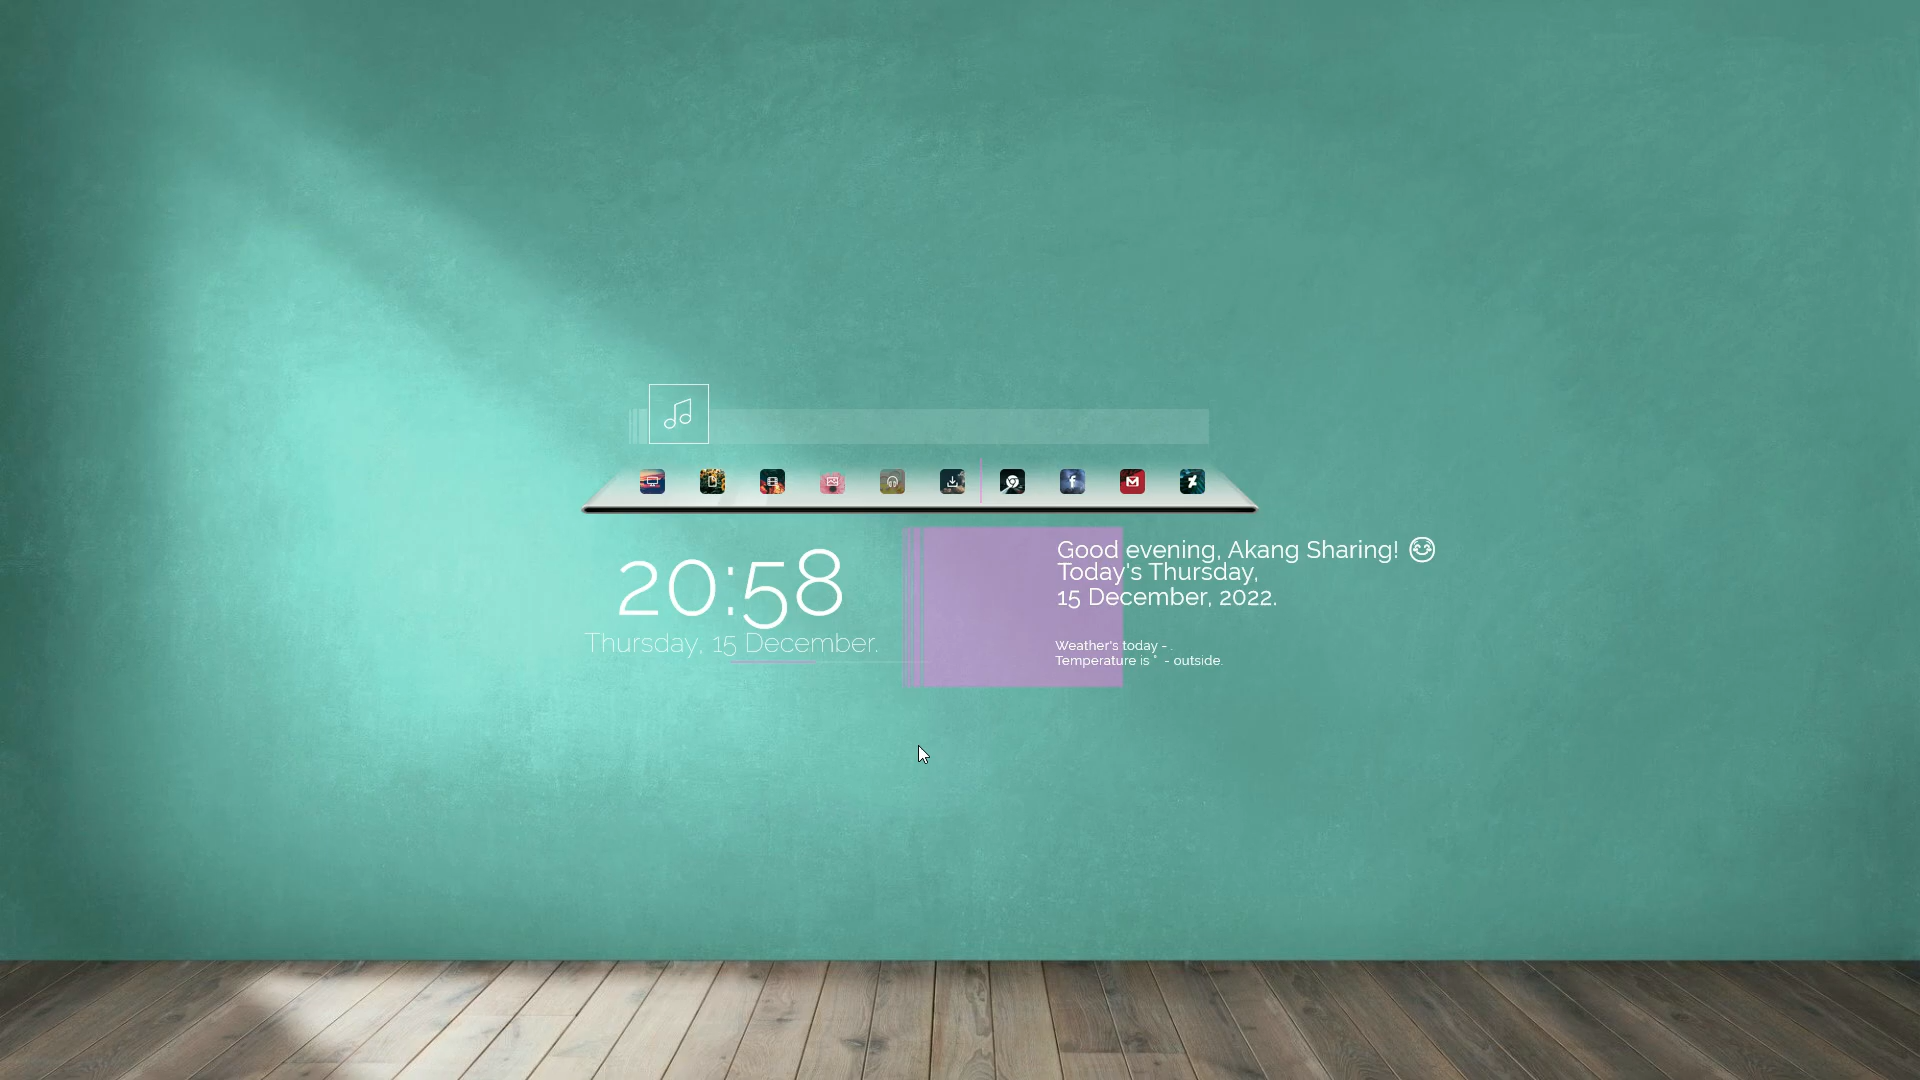 20:58
Thursday, 15 December.
Good evening, Akang Sharing! 😊
Today's Thursday,
15 December, 2022.
Weather's today - .
Temperature is ° - outside.